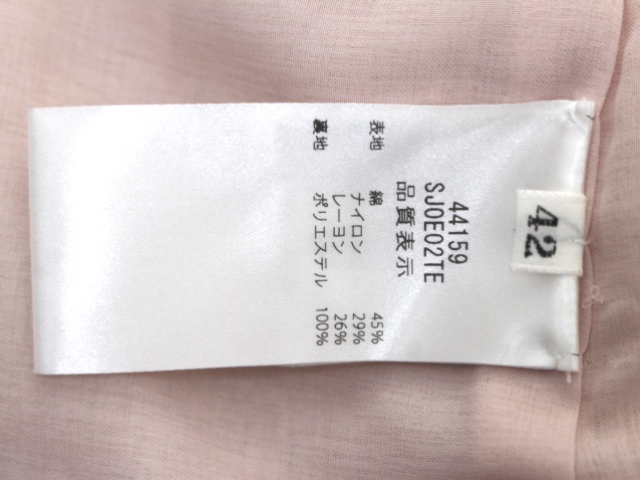 42
44159
SJOE02TE
品質表示
表地 綿 45%
ナイロン 29%
レーヨン 26%
裏地 ポリエステル 100%